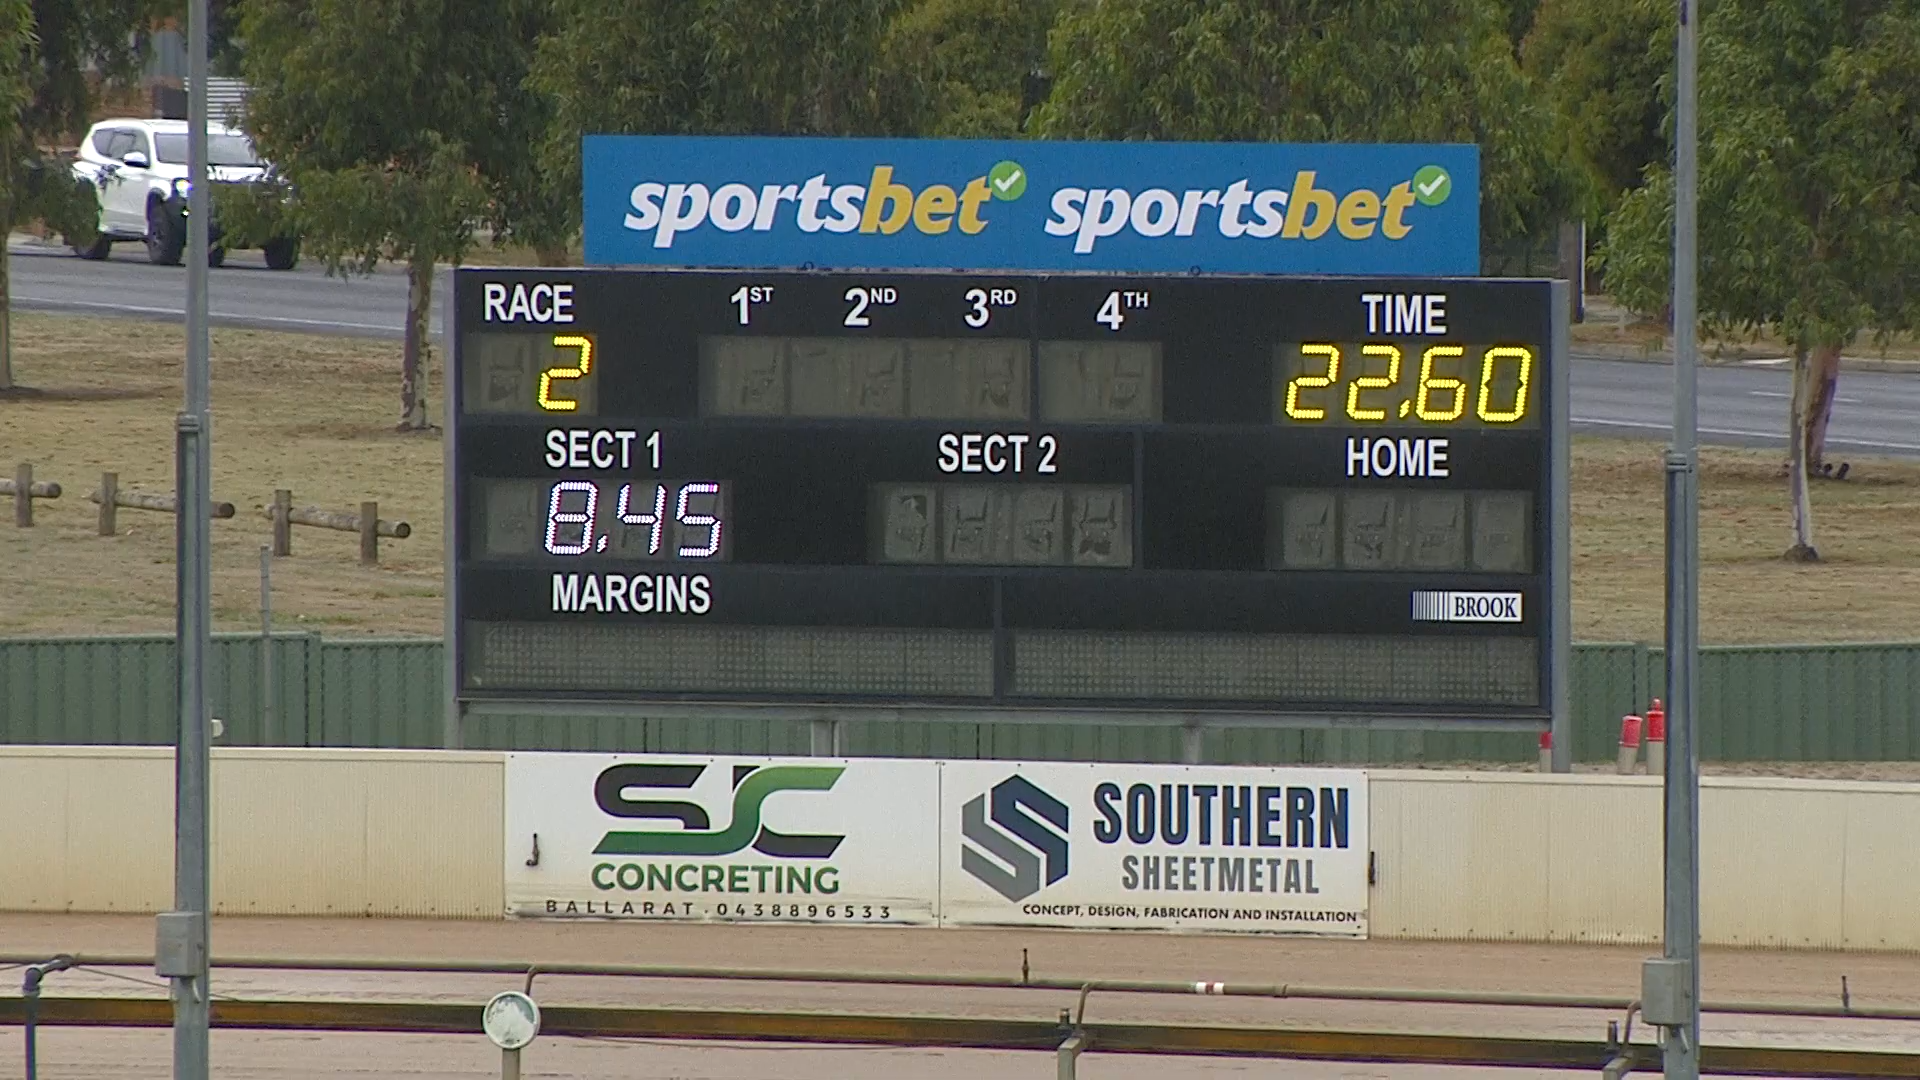 sportsbet sportsbet
RACE 1ST 2ND 3RD 4TH TIME
2 22.60
SECT 1 SECT 2 HOME
8.45
MARGINS BROOK
SJC
CONCRETING
BALLARAT . 0438896533
SOUTHERN
SHEETMETAL
CONCEPT, DESIGN, FABRICATION AND INSTALLATION